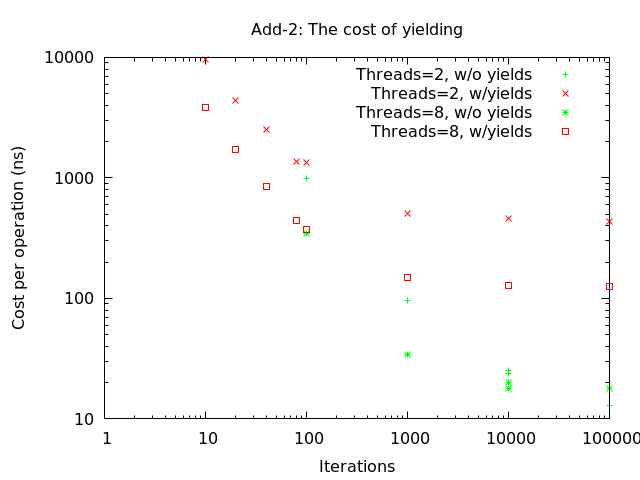 Add-2: The cost of yielding
10000
1000
100
10
Cost per operation (ns)
Threads=2, w/o yields
Threads=2, w/yields
Threads=8, w/o yields
Threads=8, w/yields
1 10 100 1000 10000 100000
Iterations